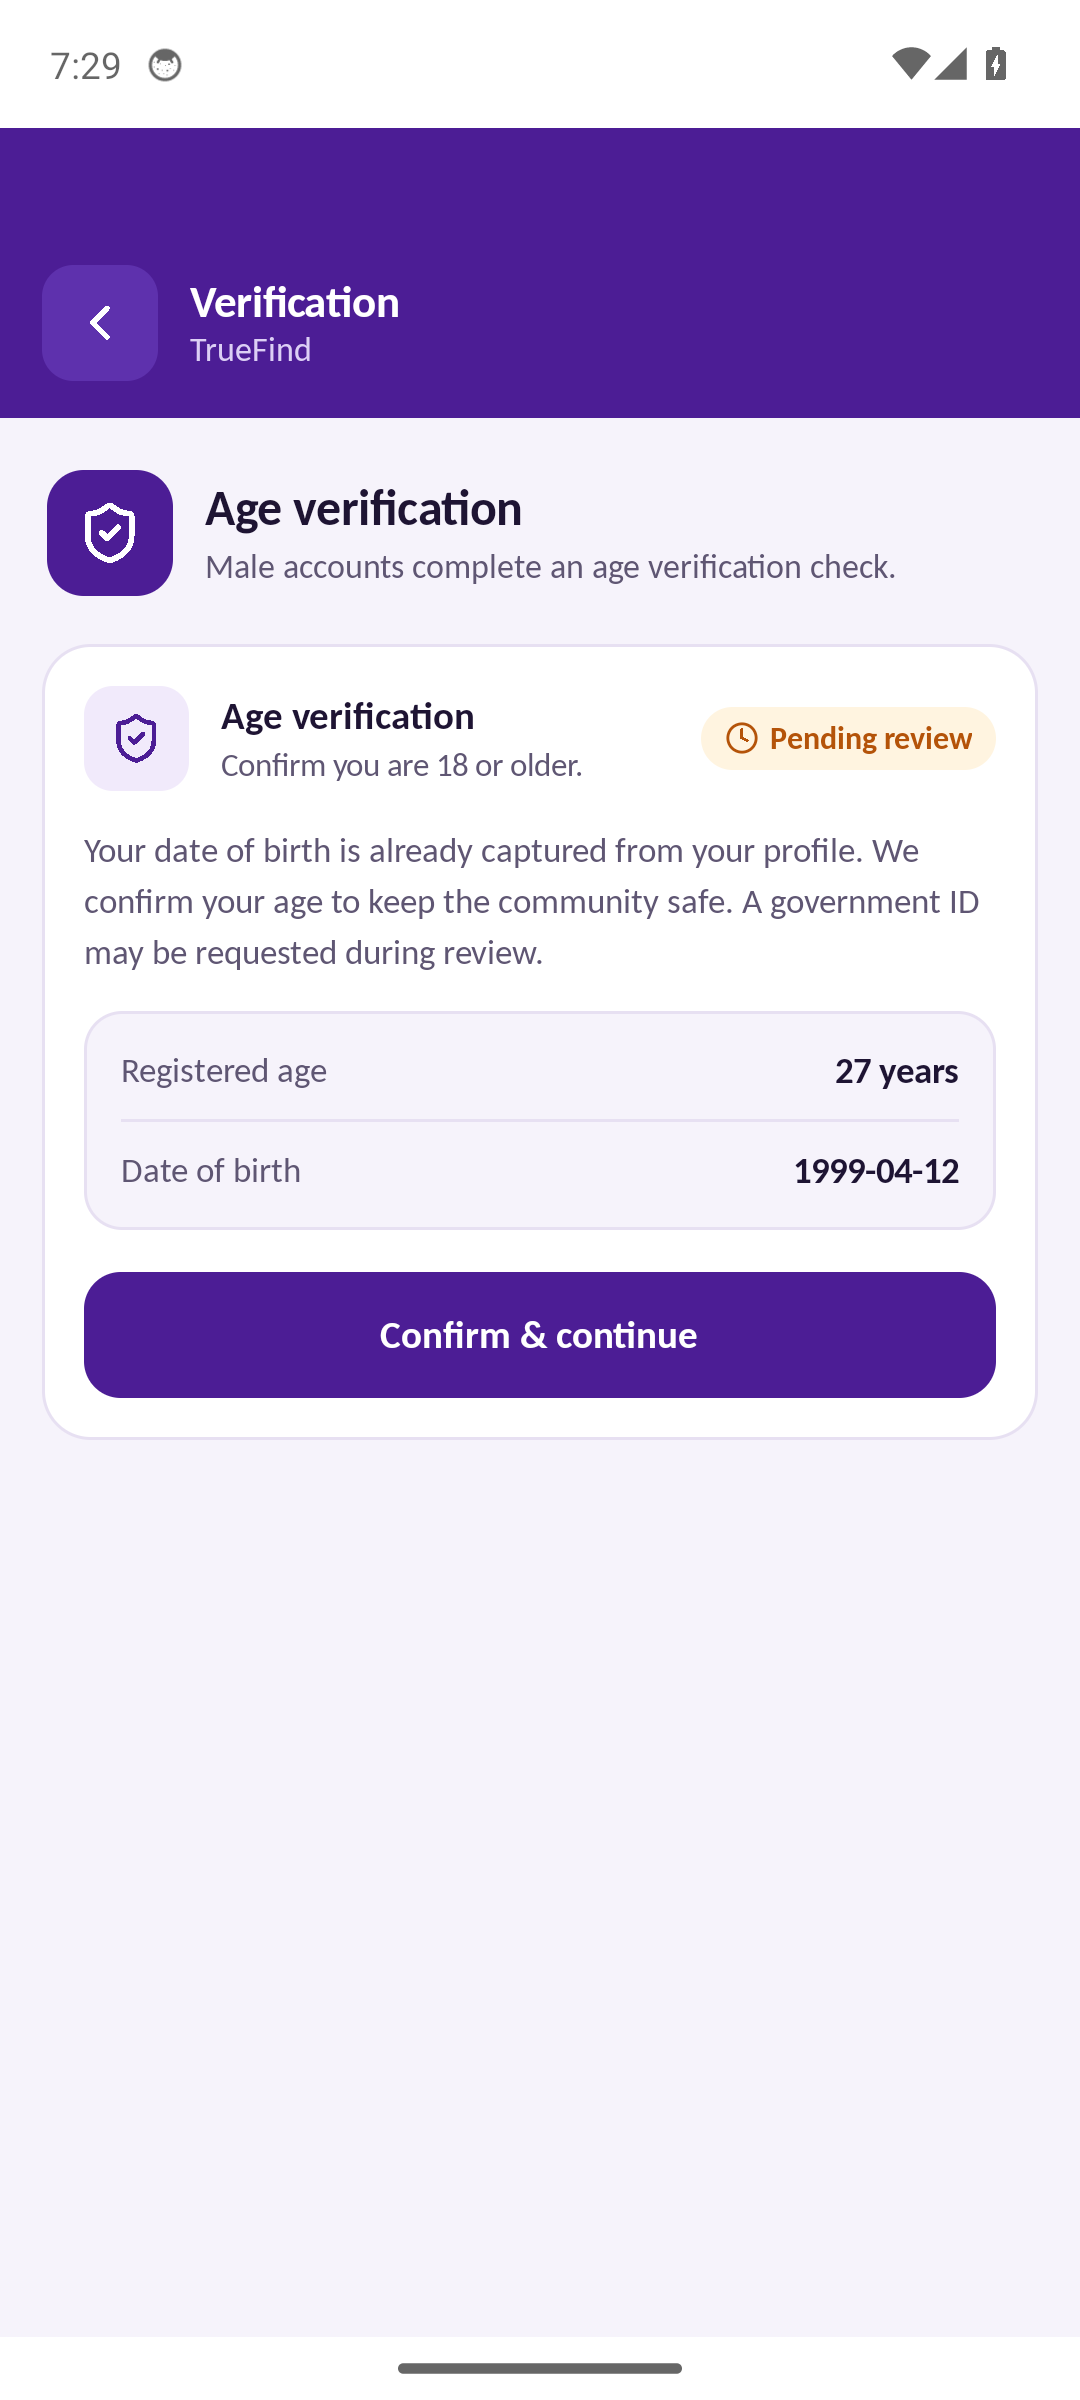 7:29
Verification
TrueFind
Age verification
Male accounts complete an age verification check.
Age verification
Confirm you are 18 or older.
Pending review
Your date of birth is already captured from your profile. We
confirm your age to keep the community safe. A government ID
may be requested during review.
Registered age
27 years
Date of birth
1999-04-12
Confirm & continue